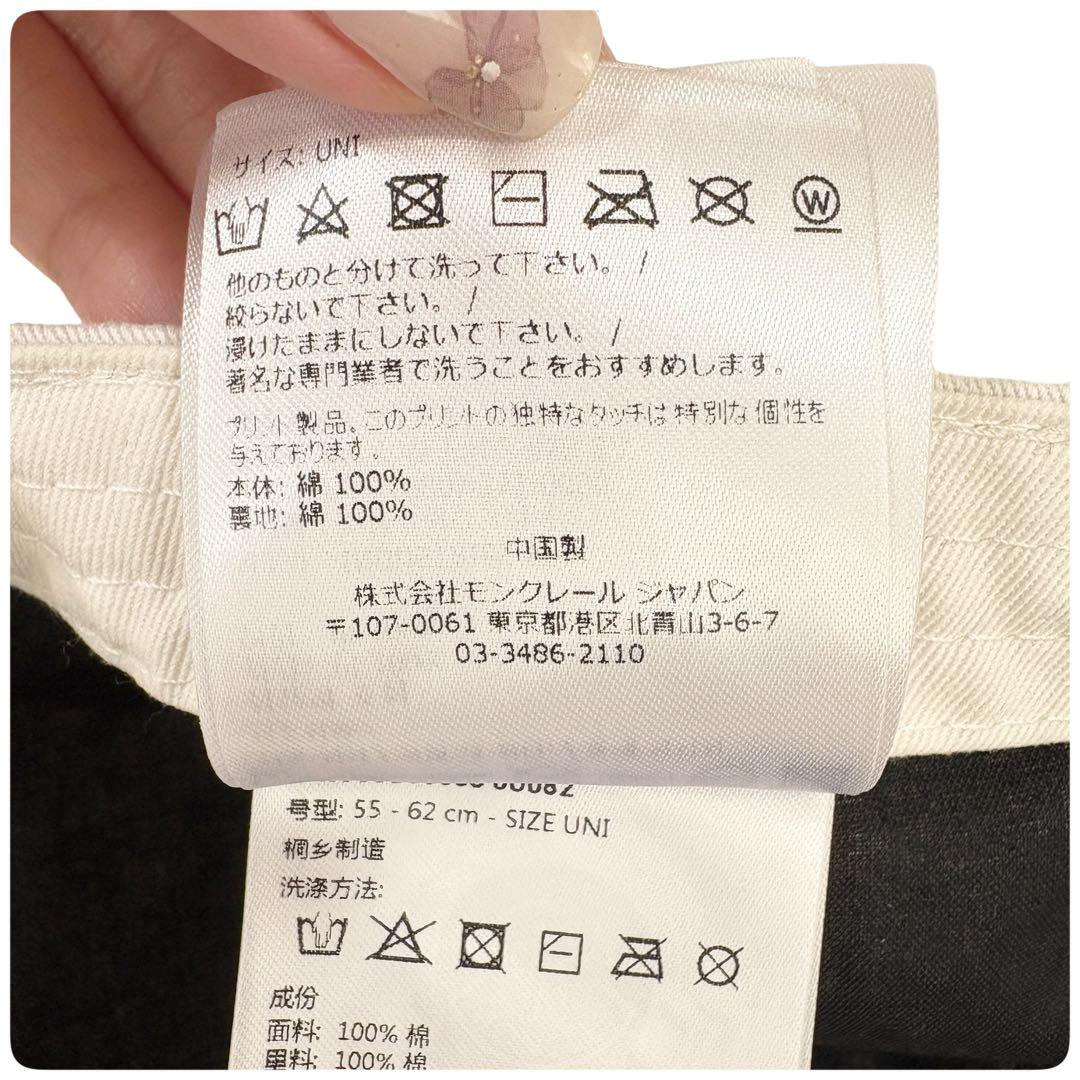 サイズ: UNI
W
他のものと分けて洗って下さい。 /
絞らないで下さい。 /
浸けたままにしないで下さい。 /
著名な専門業者で洗うことをおすすめします。
プリント製品。このプリントの独特なタッチは特別な個性を
与えております。
本体: 綿 100%
裏地: 綿 100%
中国製
株式会社モンクレール ジャパン
〒107-0061 東京都港区北青山3-6-7
03-3486-2110
00082
号型: 55 - 62 cm - SIZE UNI
桐乡制造
洗涤方法:
成份
面料: 100% 棉
里料: 100% 棉